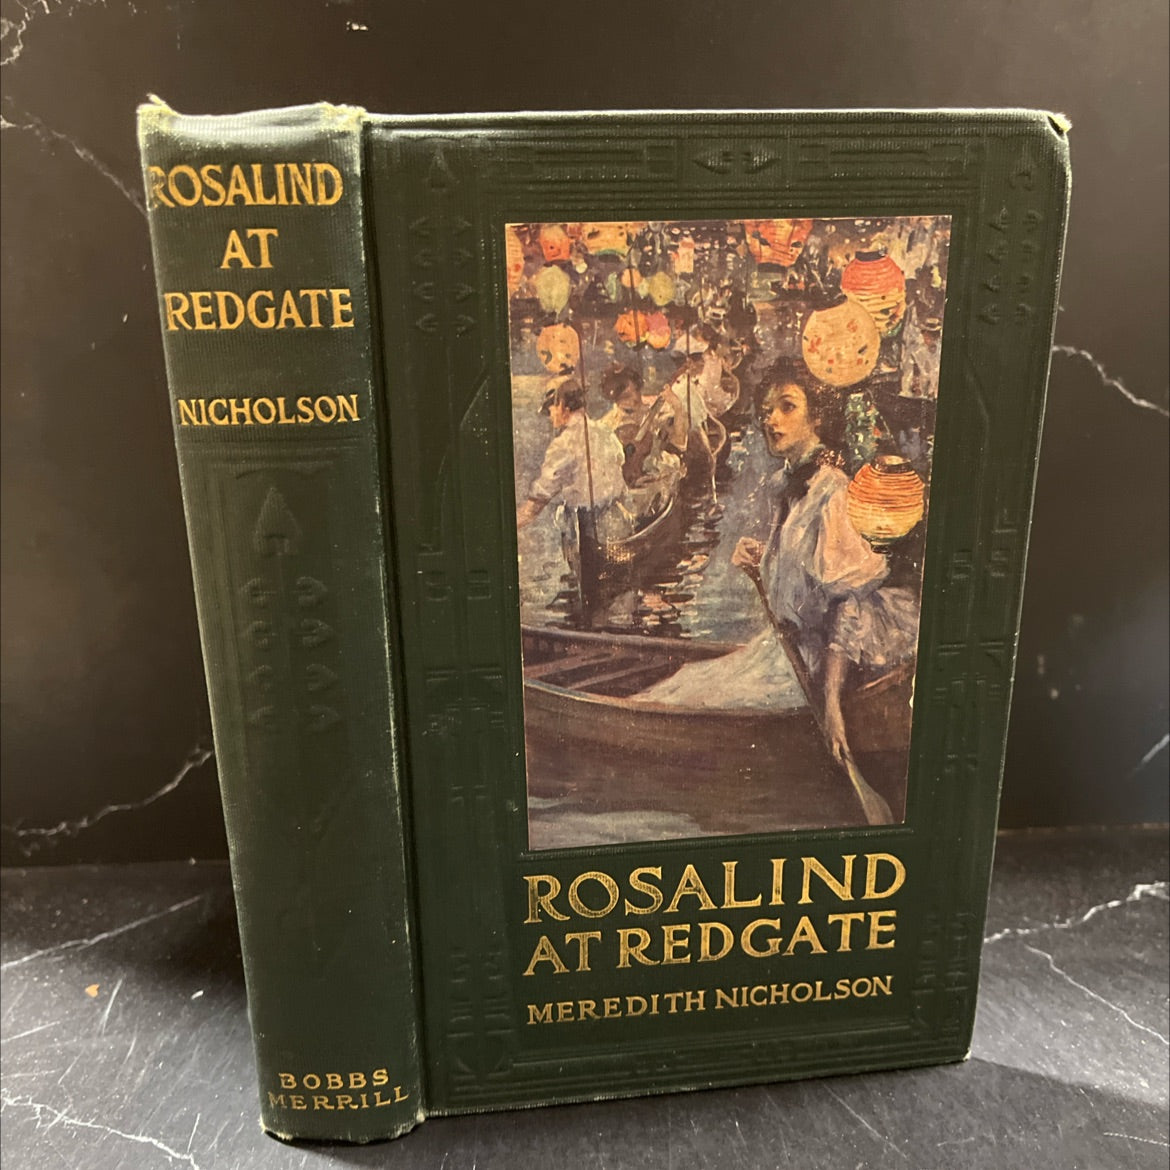 ROSALIND
AT
REDGATE
NICHOLSON
BOBBS
MERRILL
ROSALIND
AT REDGATE
MEREDITH NICHOLSON